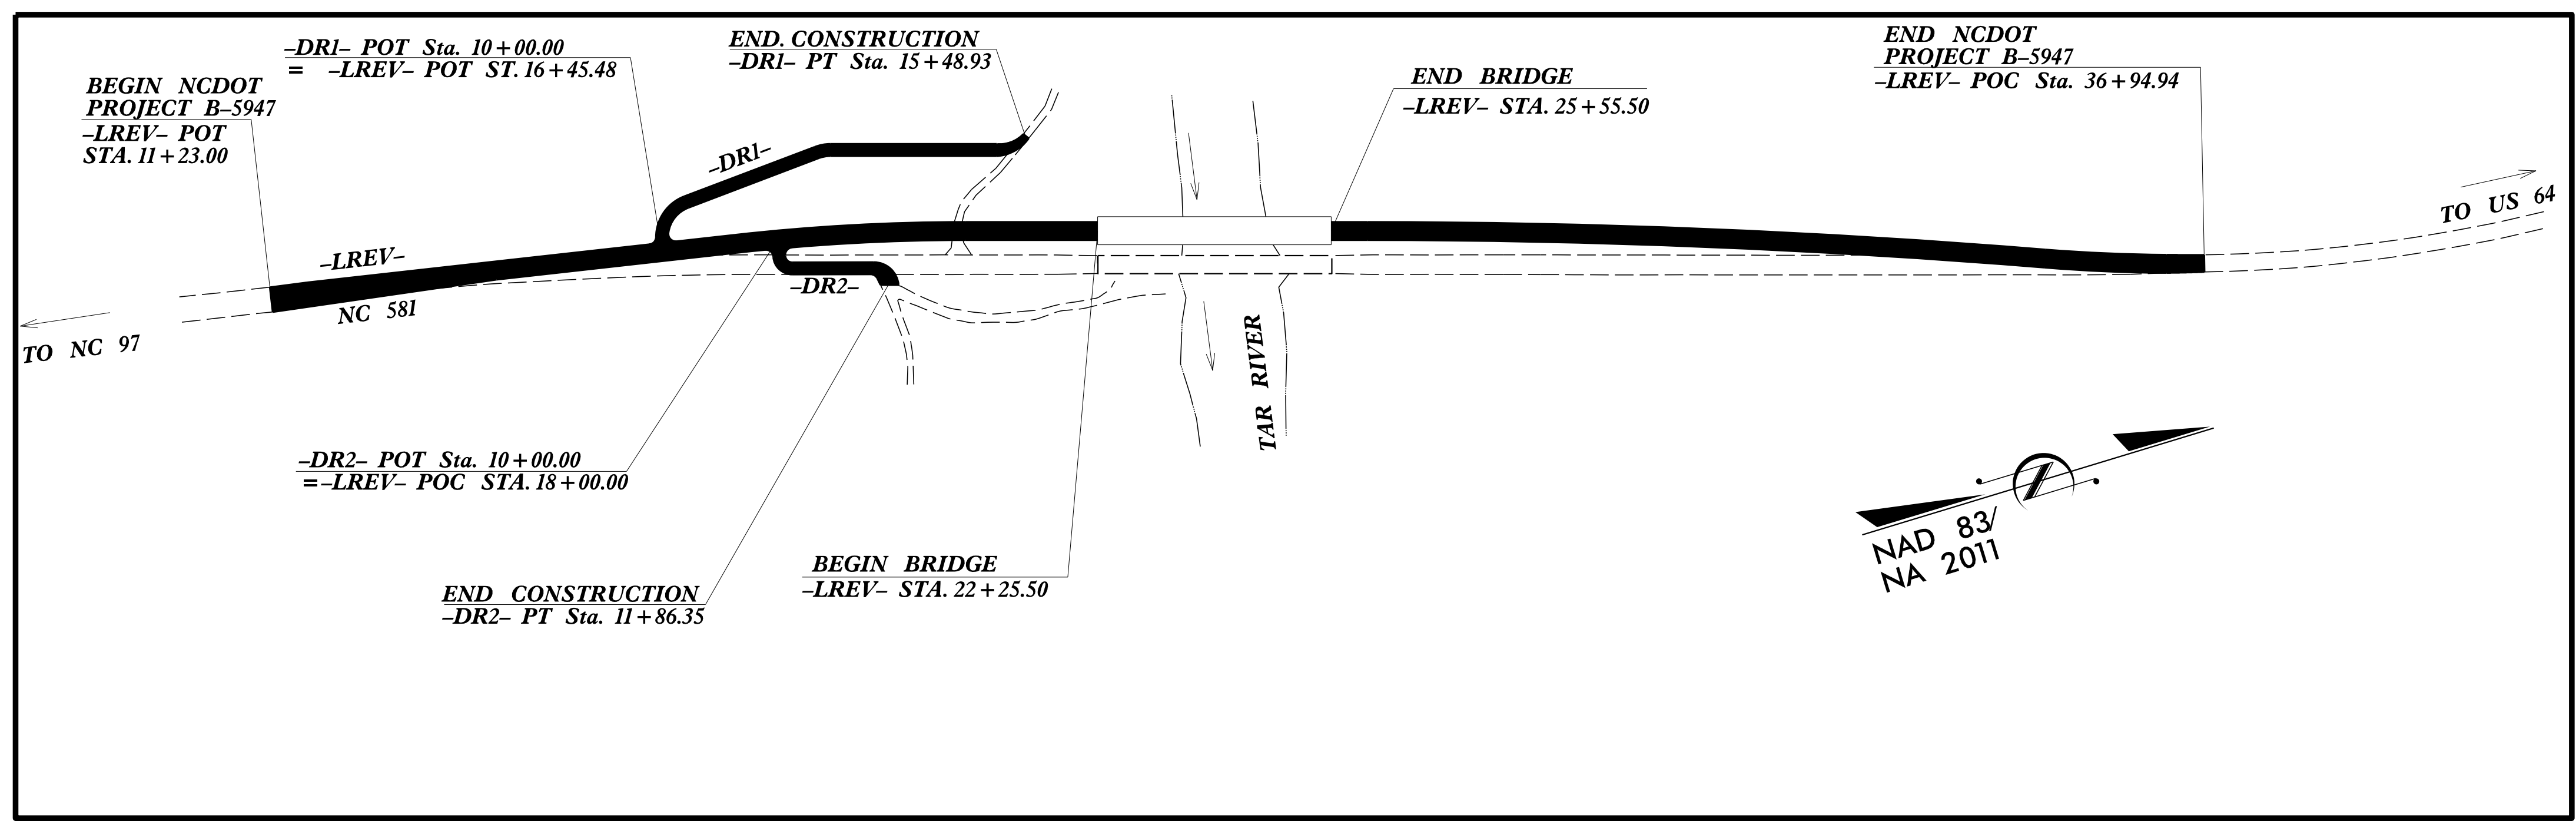 –DR1– POT Sta. 10+00.00
= –LREV– POT ST. 16+45.48
END. CONSTRUCTION
–DR1– PT Sta. 15+48.93
END NCDOT
PROJECT B–5947
–LREV– POC Sta. 36+94.94
BEGIN NCDOT
PROJECT B–5947
–LREV– POT
STA. 11+23.00
END BRIDGE
–LREV– STA. 25+55.50
–DR1–
–LREV–
NC 581
–DR2–
TO NC 97
TO US 64
TAR RIVER
–DR2– POT Sta. 10+00.00
=–LREV– POC STA. 18+00.00
BEGIN BRIDGE
–LREV– STA. 22+25.50
END CONSTRUCTION
–DR2– PT Sta. 11+86.35
NAD 83/
NA 2011